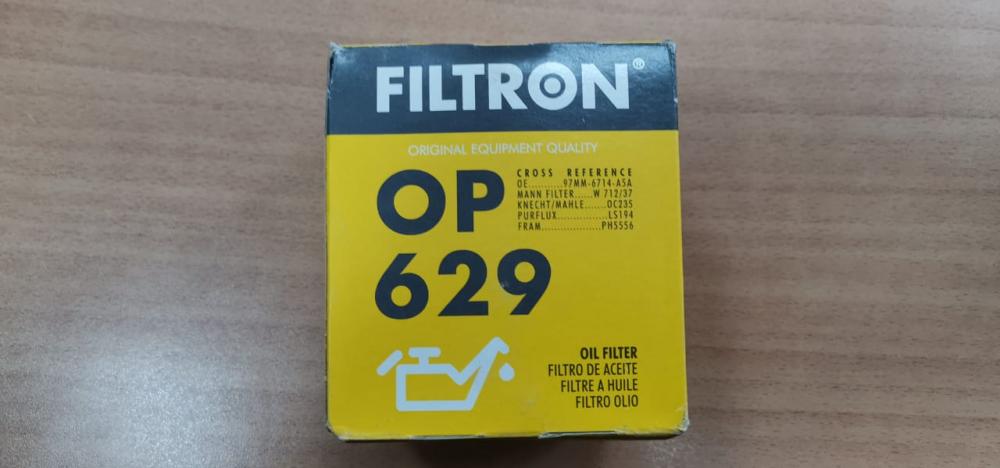 FILTRON®
ORIGINAL EQUIPMENT QUALITY
OP
629
CROSS REFERENCE
OE............97MM-6714-A5A
MANN FILTER......W 712/37
KNECHT/MAHLE.......OC235
PURFLUX..............LS194
FRAM...................PH5556
OIL FILTER
FILTRO DE ACEITE
FILTRE A HUILE
FILTRO OLIO